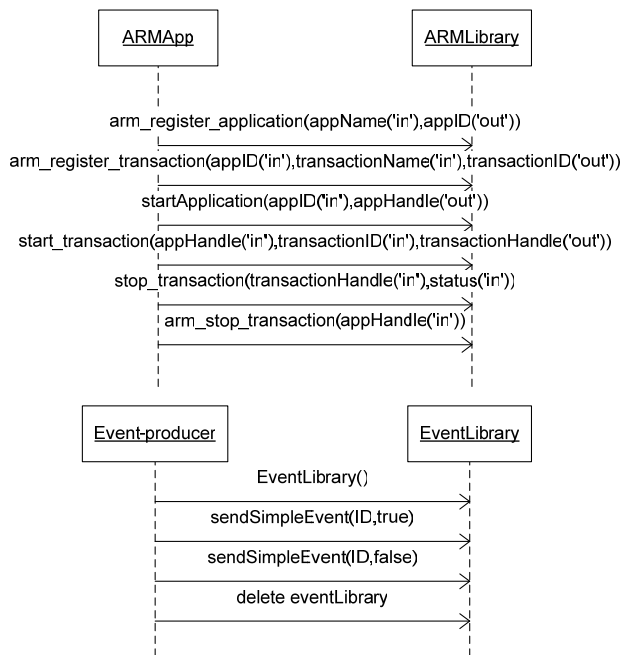 ARMApp
ARMLibrary
arm_register_application(appName('in'),appID('out'))
arm_register_transaction(appID('in'),transactionName('in'),transactionID('out'))
startApplication(appID('in'),appHandle('out'))
start_transaction(appHandle('in'),transactionID('in'),transactionHandle('out'))
stop_transaction(transactionHandle('in'),status('in'))
arm_stop_transaction(appHandle('in'))
Event-producer
EventLibrary
EventLibrary()
sendSimpleEvent(ID,true)
sendSimpleEvent(ID,false)
delete eventLibrary